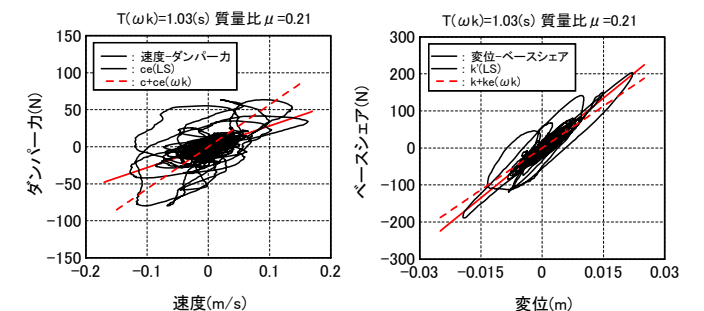 T(ωk)=1.03(s) 質量比μ=0.21
150
100
50
0
−50
−100
−150
−0.2
−0.1
0
0.1
0.2
ダンパー力(N)
速度(m/s)
: 速度-ダンパー力
: ce(LS)
: c+ce(ωk)
T(ωk)=1.03(s) 質量比μ=0.21
300
200
100
0
−100
−200
−300
−0.03
−0.015
0
0.015
0.03
ベースシェア(N)
変位(m)
: 変位-ベースシェア
: k'(LS)
: k+ke(ωk)